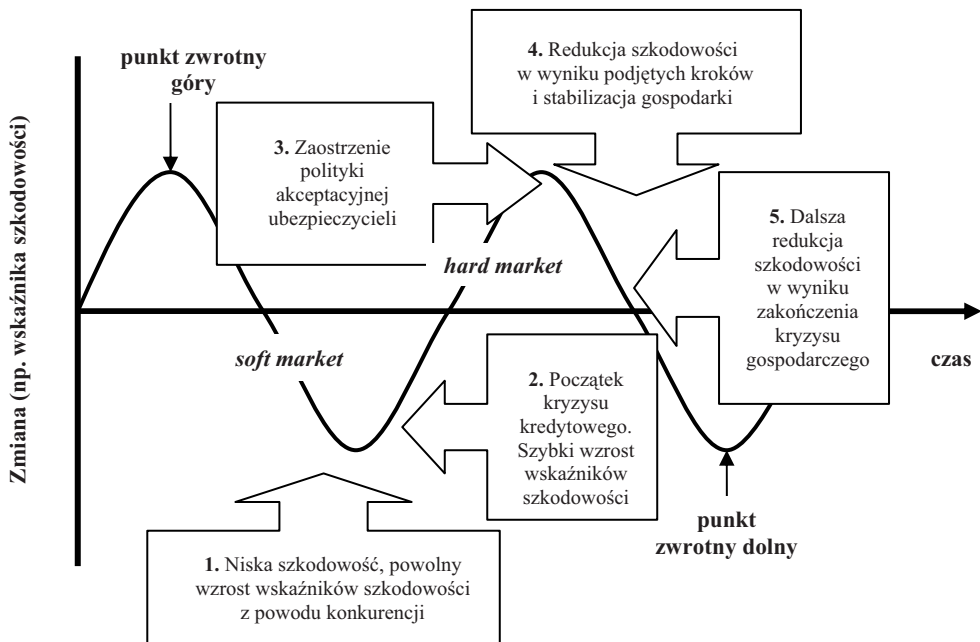 Zmiana (np. wskaźnika szkodowości)
punkt zwrotny
góry
4. Redukcja szkodowości
w wyniku podjętych kroków
i stabilizacja gospodarki
3. Zaostrzenie
polityki
akceptacyjnej
ubezpieczycieli
hard market
5. Dalsza
redukcja
szkodowości
w wyniku
zakończenia
kryzysu
gospodarczego
soft market
czas
2. Początek
kryzysu
kredytowego.
Szybki wzrost
wskaźników
szkodowości
punkt
zwrotny dolny
1. Niska szkodowość, powolny
wzrost wskaźników szkodowości
z powodu konkurencji